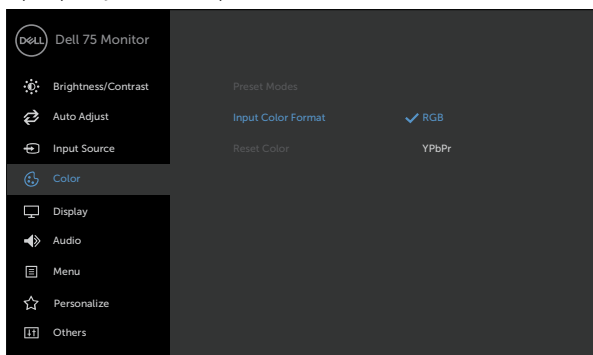 DELL Dell 75 Monitor
Brightness/Contrast
Preset Modes
Auto Adjust
Input Color Format
RGB
Input Source
Reset Color
YPbPr
Color
Display
Audio
Menu
Personalize
Others